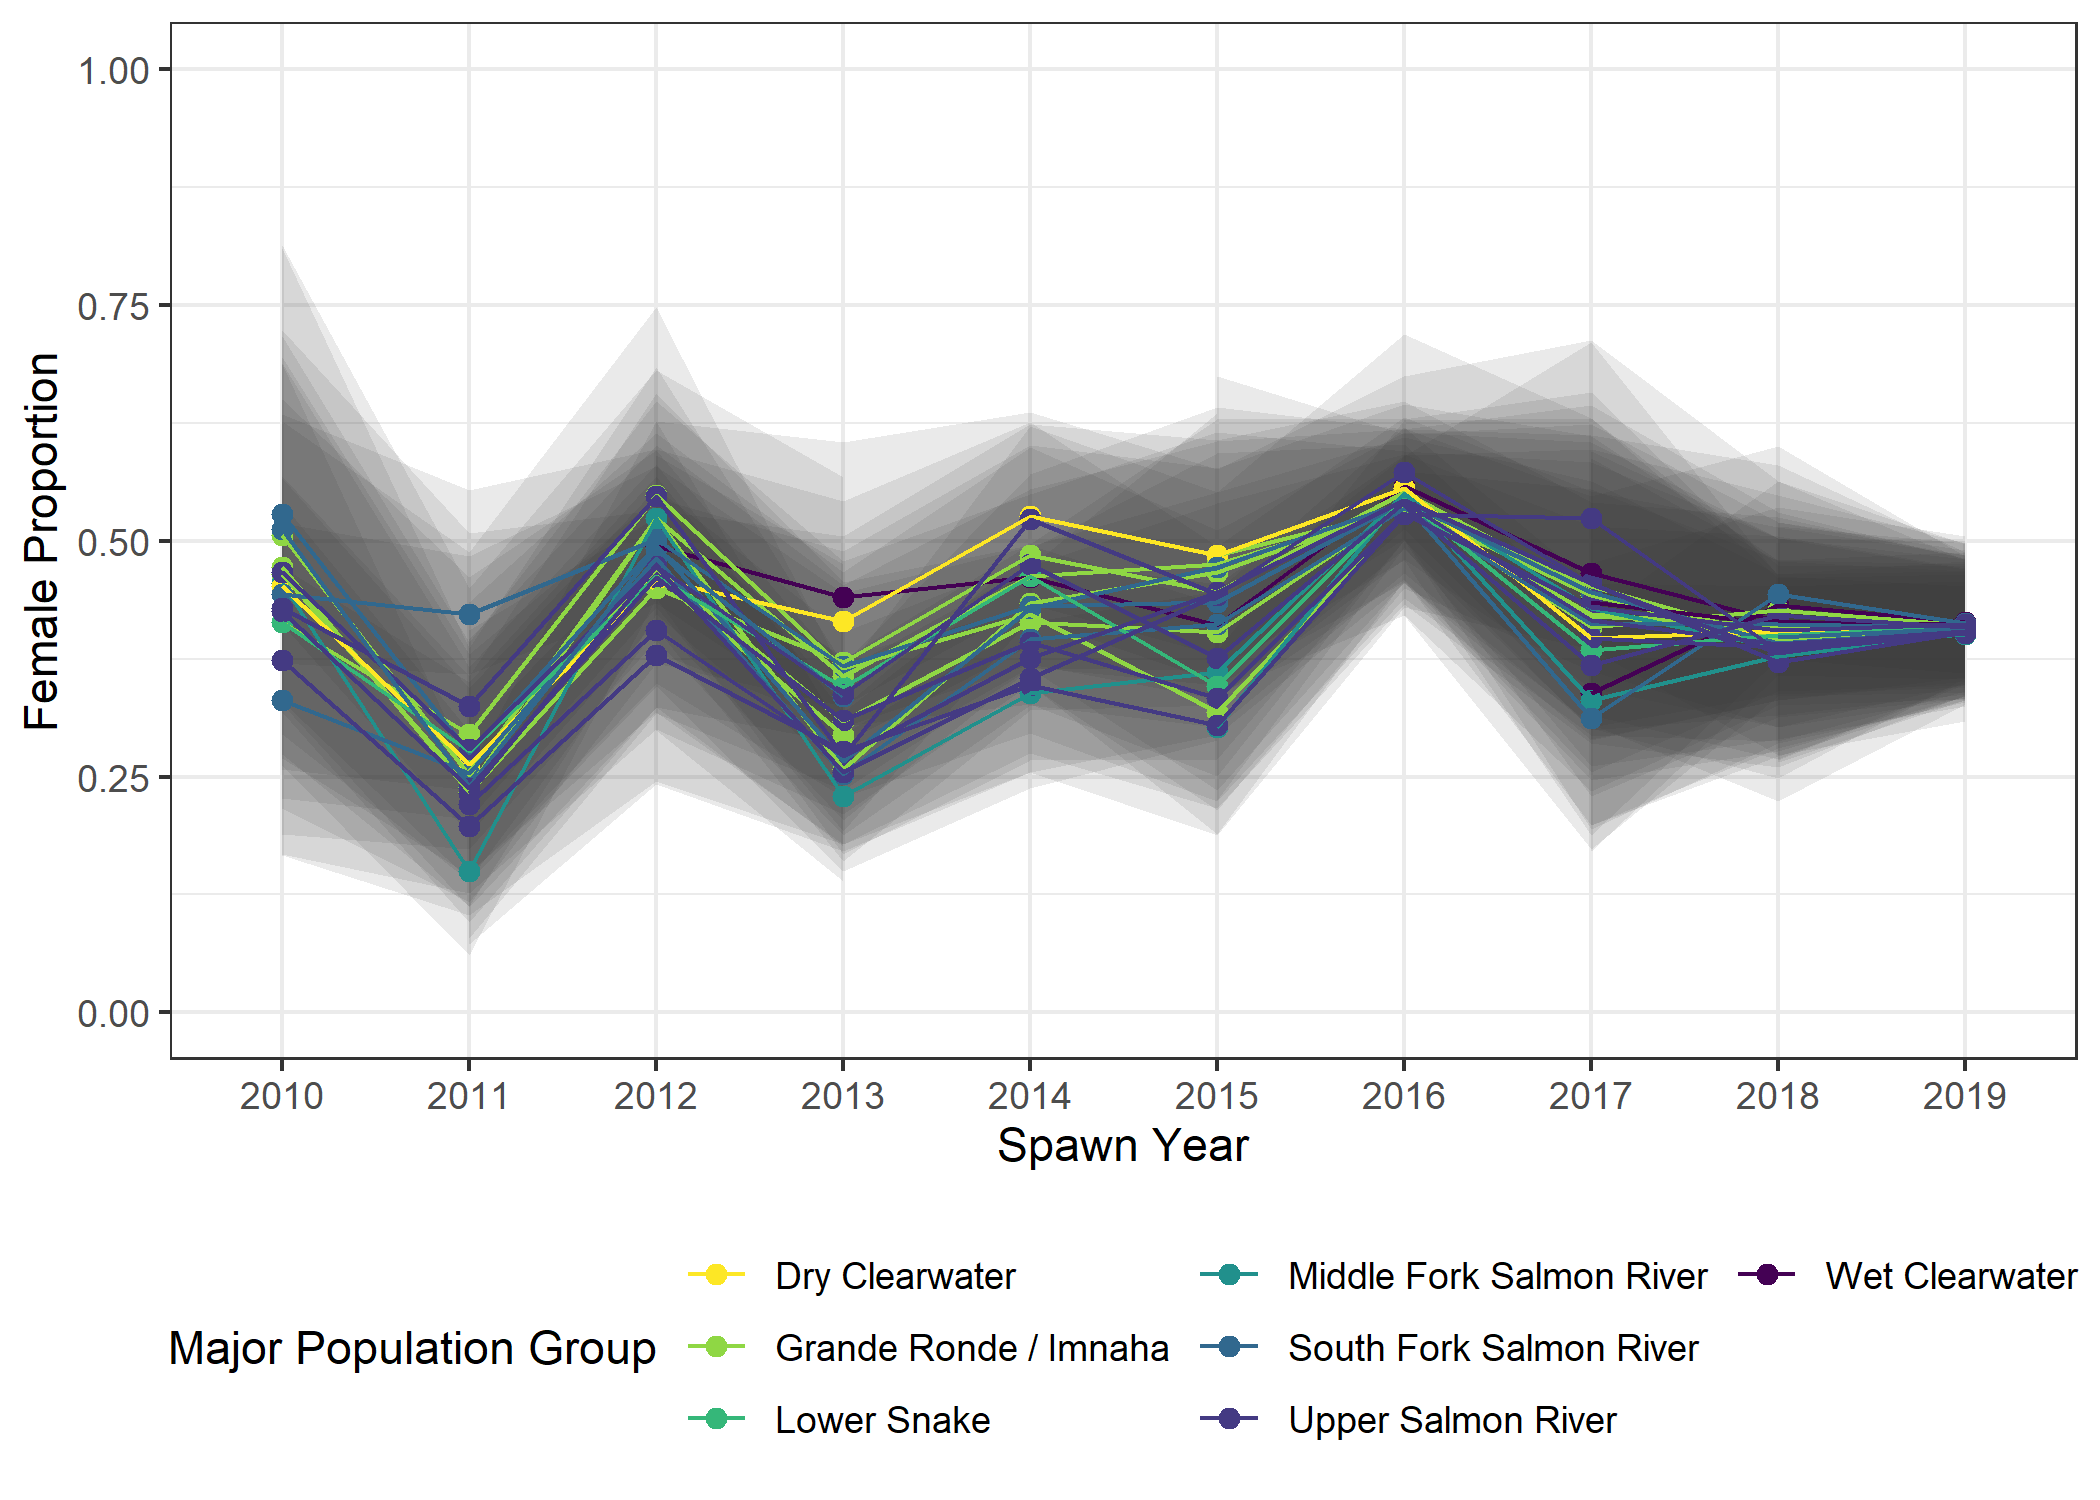 Female Proportion
1.00
0.75
0.50
0.25
0.00
2010 2011 2012 2013 2014 2015 2016 2017 2018 2019
Spawn Year
Major Population Group
Dry Clearwater
Grande Ronde / Imnaha
Lower Snake
Middle Fork Salmon River
South Fork Salmon River
Upper Salmon River
Wet Clearwater